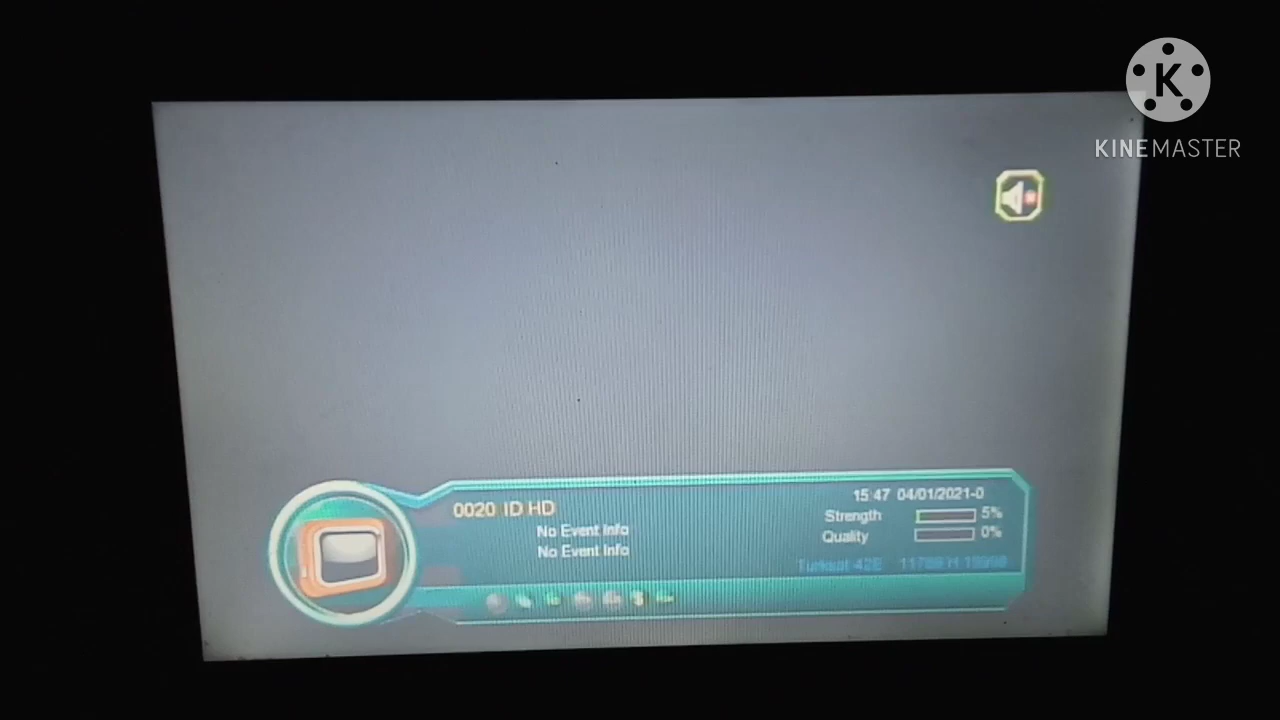 KINEMASTER
15:47 04/01/2021-0
0020 ID HD
Strength 5%
No Event Info
Quality 0%
No Event Info
Turksat 42E